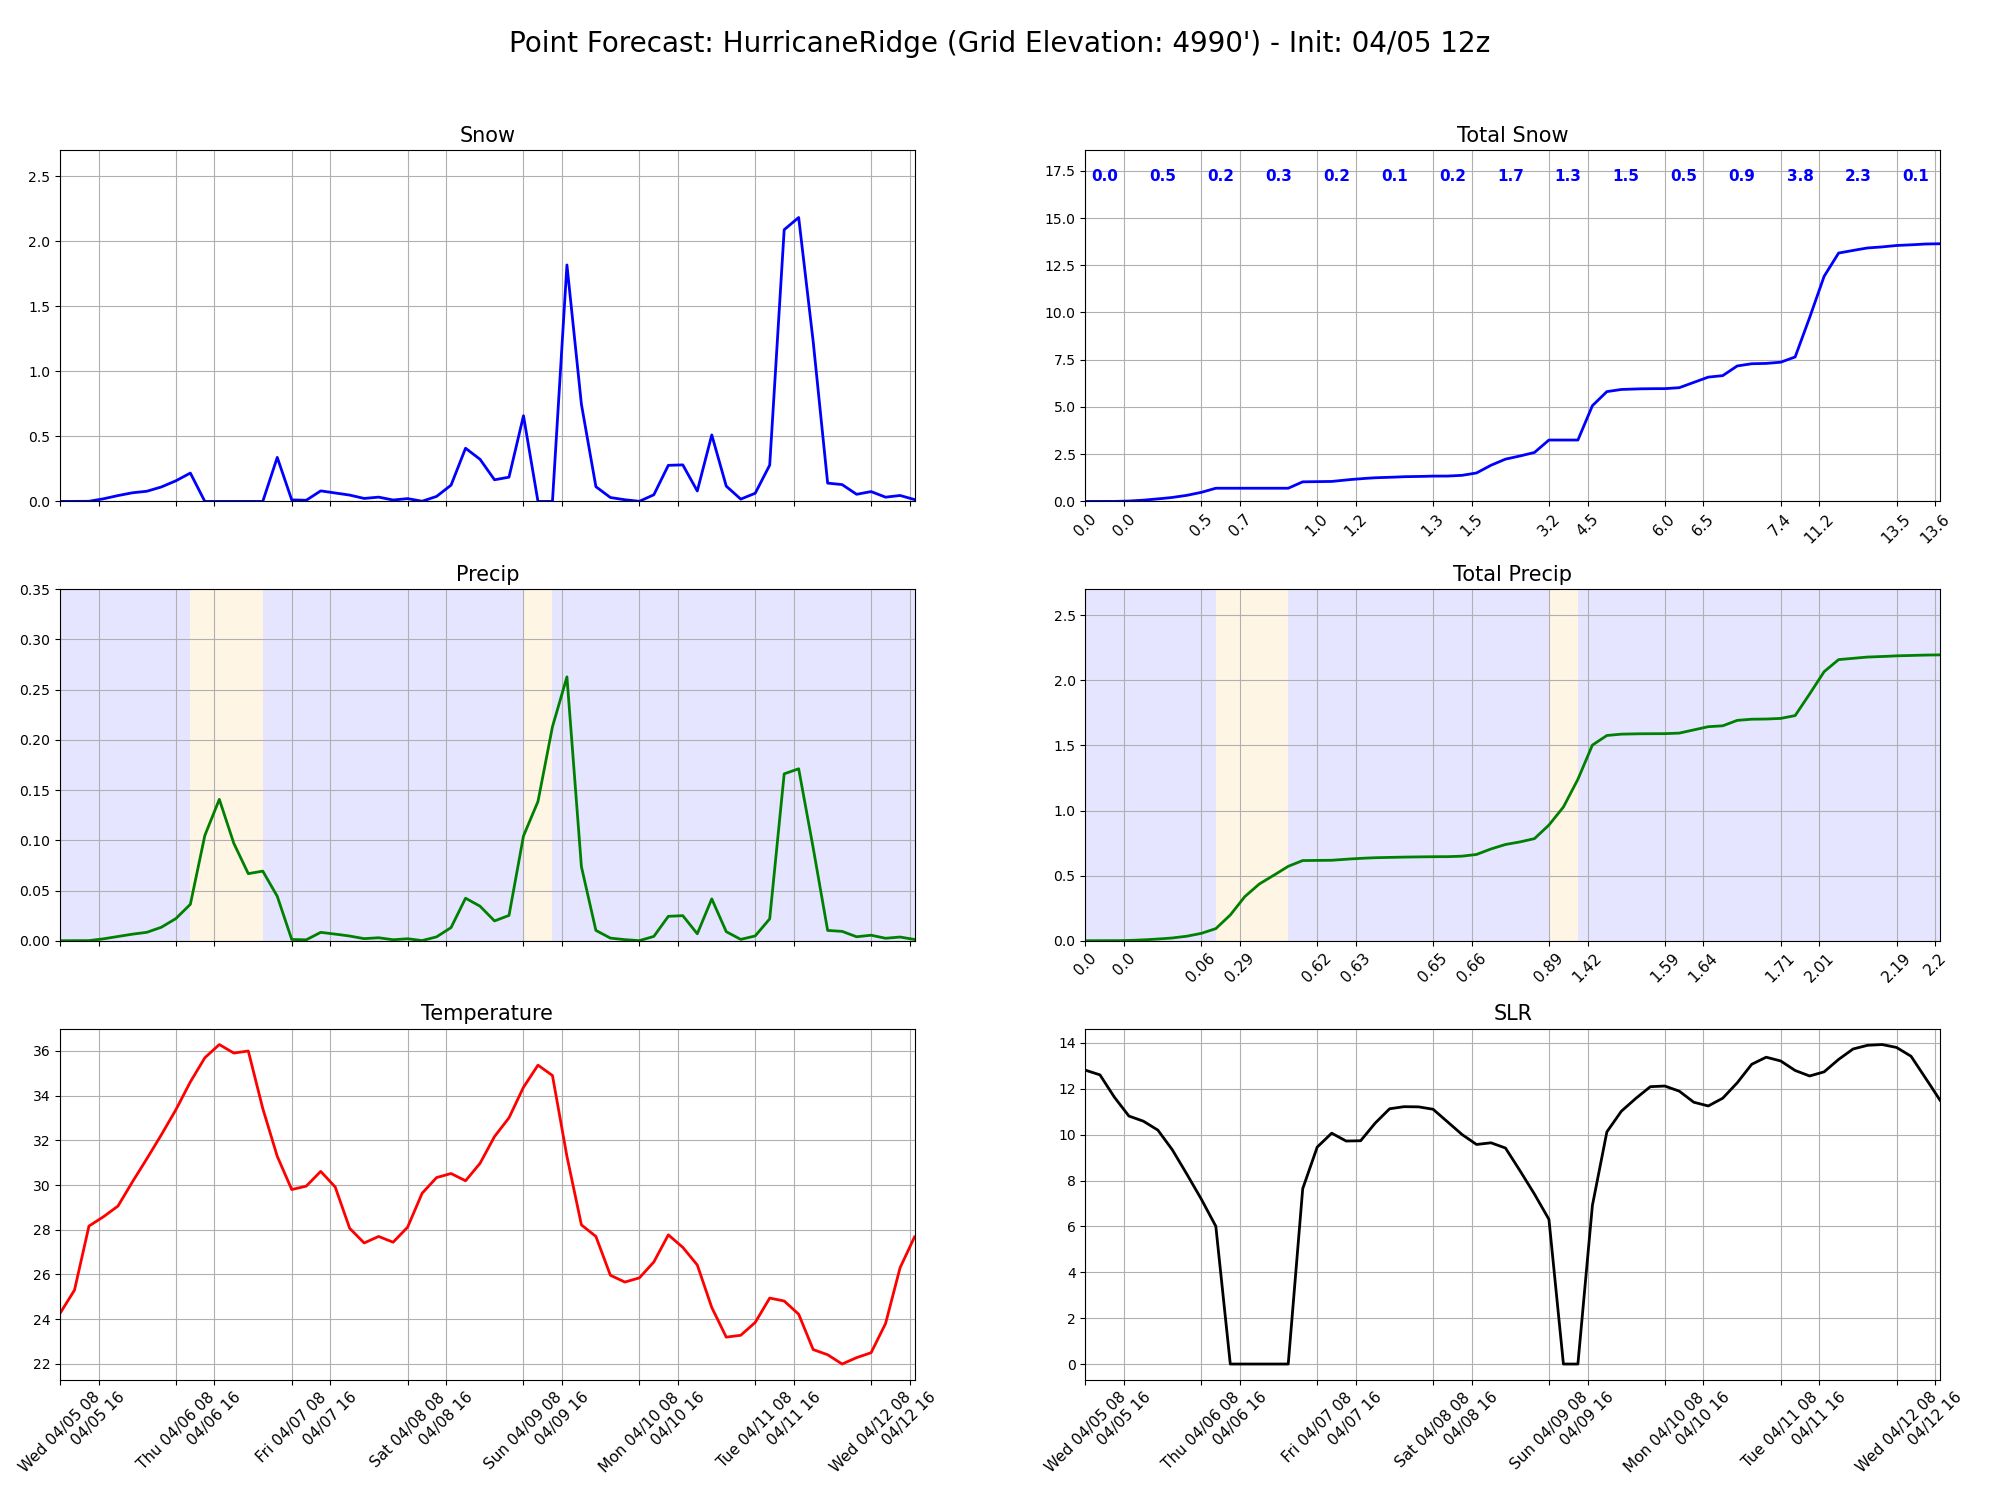 Point Forecast: HurricaneRidge (Grid Elevation: 4990') - Init: 04/05 12z
Snow
2.5
2.0
1.5
1.0
0.5
0.0
Total Snow
17.5
15.0
12.5
10.0
7.5
5.0
2.5
0.0
0.0 0.5 0.2 0.3 0.2 0.1 0.2 1.7 1.3 1.5 0.5 0.9 3.8 2.3 0.1
0.0 0.0 0.5 0.7 1.0 1.2 1.3 1.5 3.2 4.5 6.0 6.5 7.4 11.2 13.5 13.6
Precip
0.35
0.30
0.25
0.20
0.15
0.10
0.05
0.00
Total Precip
2.5
2.0
1.5
1.0
0.5
0.0
0.0 0.0 0.06 0.29 0.62 0.63 0.65 0.66 0.89 1.42 1.59 1.64 1.71 2.01 2.19 2.2
Temperature
36
34
32
30
28
26
24
22
Wed 04/05 08
04/05 16
Thu 04/06 08
04/06 16
Fri 04/07 08
04/07 16
Sat 04/08 08
04/08 16
Sun 04/09 08
04/09 16
Mon 04/10 08
04/10 16
Tue 04/11 08
04/11 16
Wed 04/12 08
04/12 16
SLR
14
12
10
8
6
4
2
0
Wed 04/05 08
04/05 16
Thu 04/06 08
04/06 16
Fri 04/07 08
04/07 16
Sat 04/08 08
04/08 16
Sun 04/09 08
04/09 16
Mon 04/10 08
04/10 16
Tue 04/11 08
04/11 16
Wed 04/12 08
04/12 16